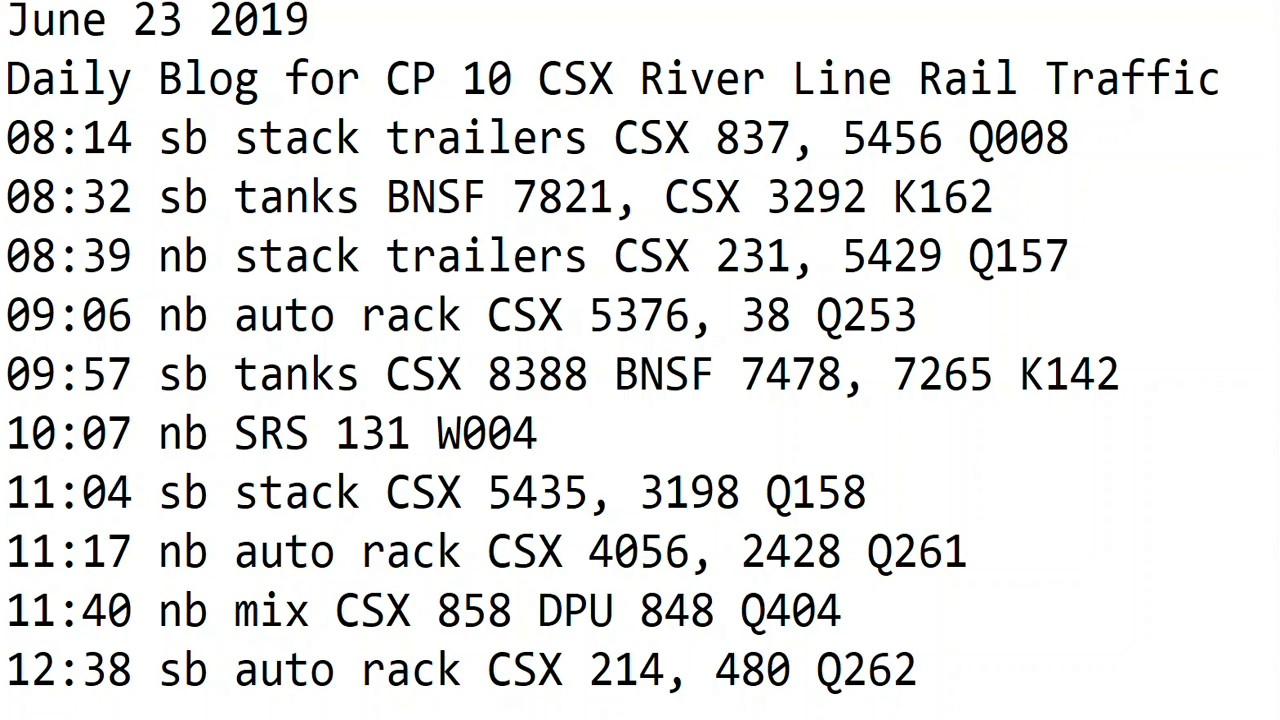 June 23 2019
Daily Blog for CP 10 CSX River Line Rail Traffic
08:14 sb stack trailers CSX 837, 5456 Q008
08:32 sb tanks BNSF 7821, CSX 3292 K162
08:39 nb stack trailers CSX 231, 5429 Q157
09:06 nb auto rack CSX 5376, 38 Q253
09:57 sb tanks CSX 8388 BNSF 7478, 7265 K142
10:07 nb SRS 131 W004
11:04 sb stack CSX 5435, 3198 Q158
11:17 nb auto rack CSX 4056, 2428 Q261
11:40 nb mix CSX 858 DPU 848 Q404
12:38 sb auto rack CSX 214, 480 Q262